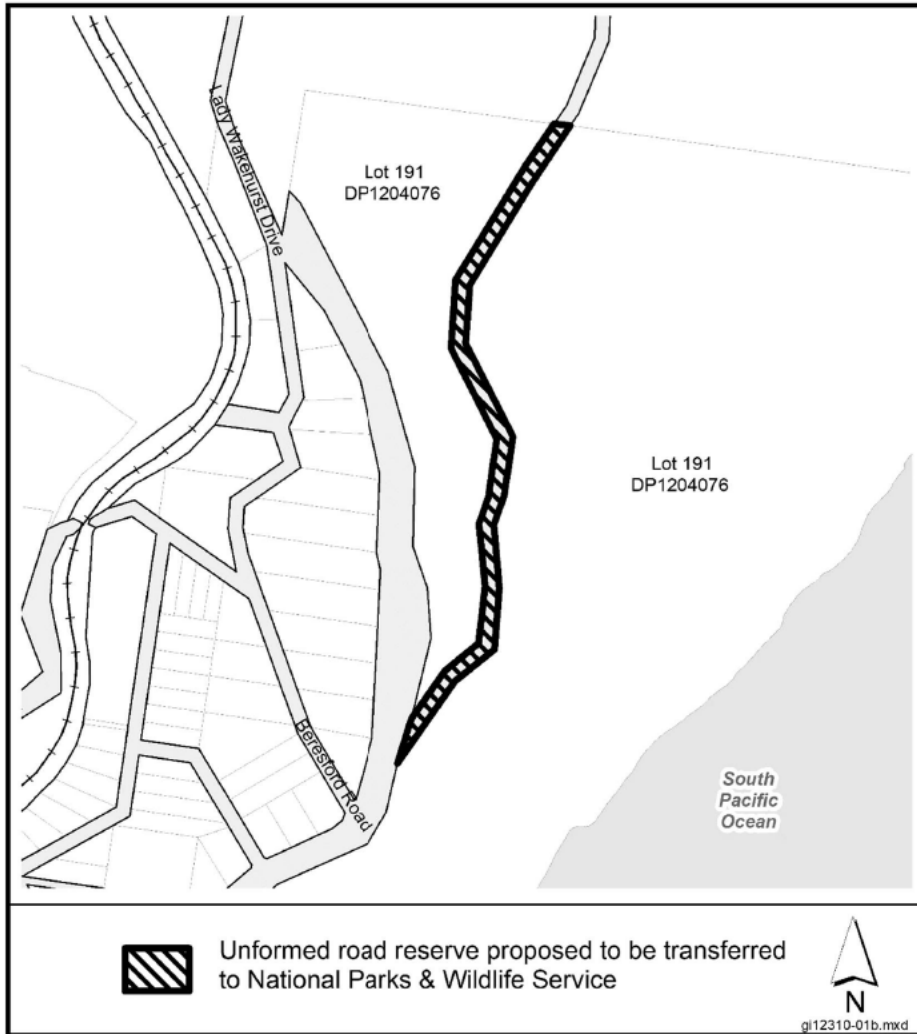 Lady Wakehurst Drive
Lot 191
DP1204076
Lot 191
DP1204076
Beresford Road
South
Pacific
Ocean
Unformed road reserve proposed to be transferred
to National Parks & Wildlife Service
N
gi12310-01b.mxd